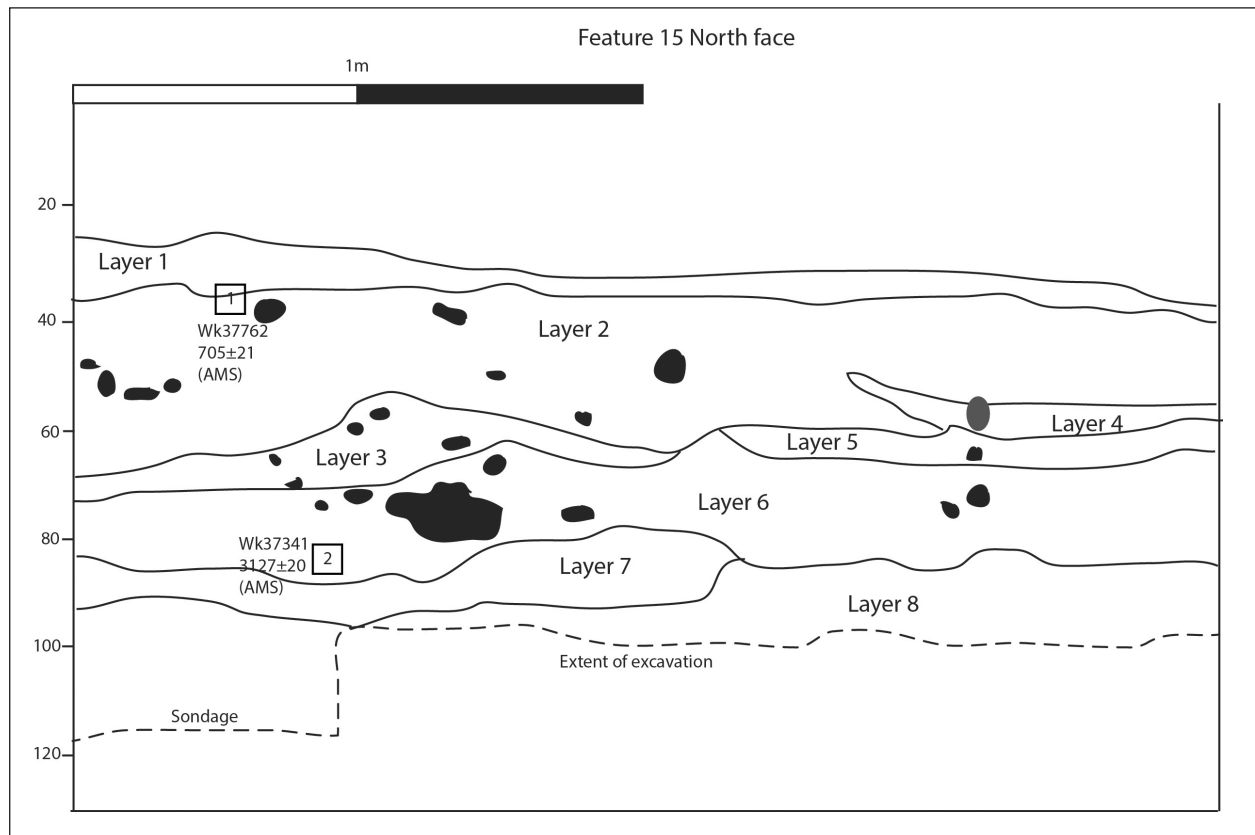 Feature 15 North face
1m
20
Layer 1
1
40
Wk37762
705±21
(AMS)
Layer 2
60
Layer 3
Layer 4
Layer 5
Layer 6
80
Wk37341
3127±20
(AMS)
2
Layer 7
Layer 8
100
Extent of excavation
Sondage
120